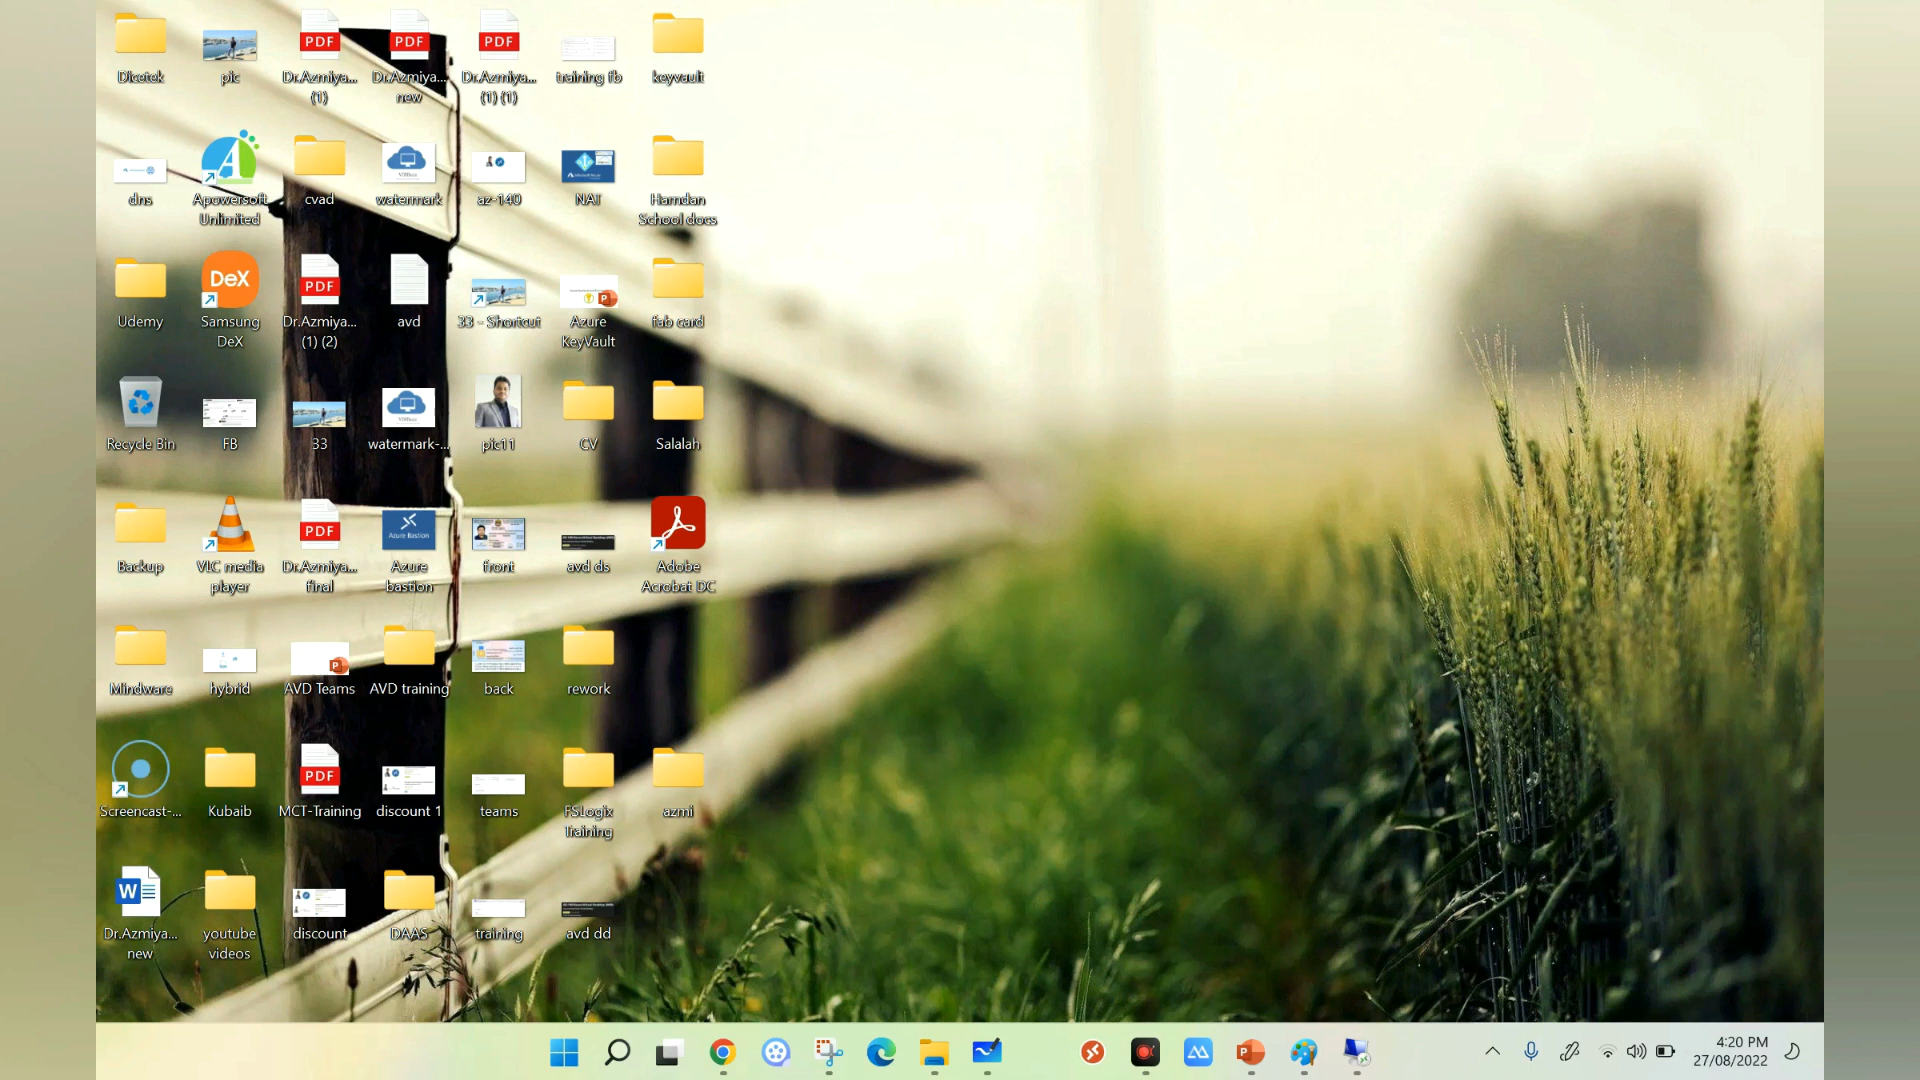 Dicetek
pic
Dr.Azmiya...
(1)
Dr.Azmiya...
new
Dr.Azmiya...
(1) (1)
training fb
keyvault
dns
Apowersoft
Unlimited
cvad
watermark
az-140
NAT
Hamdan
School docs
Udemy
DeX
Samsung
DeX
PDF
Dr.Azmiya...
(1) (2)
avd
33 - Shortcut
Azure
KeyVault
fab card
Recycle Bin
FB
33
watermark-...
pic11
CV
Salalah
Backup
VLC media
player
PDF
Dr.Azmiya...
final
Azure Bastion
Azure
bastion
front
avd ds
Adobe
Acrobat DC
Mindware
hybrid
AVD Teams
AVD training
back
rework
Screencast-...
Kubaib
PDF
MCT-Training
discount 1
teams
FSLogix
Training
azmi
W
Dr.Azmiya...
new
youtube
videos
discount
DAAS
training
avd dd
PDF
PDF
PDF
4:20 PM
27/08/2022